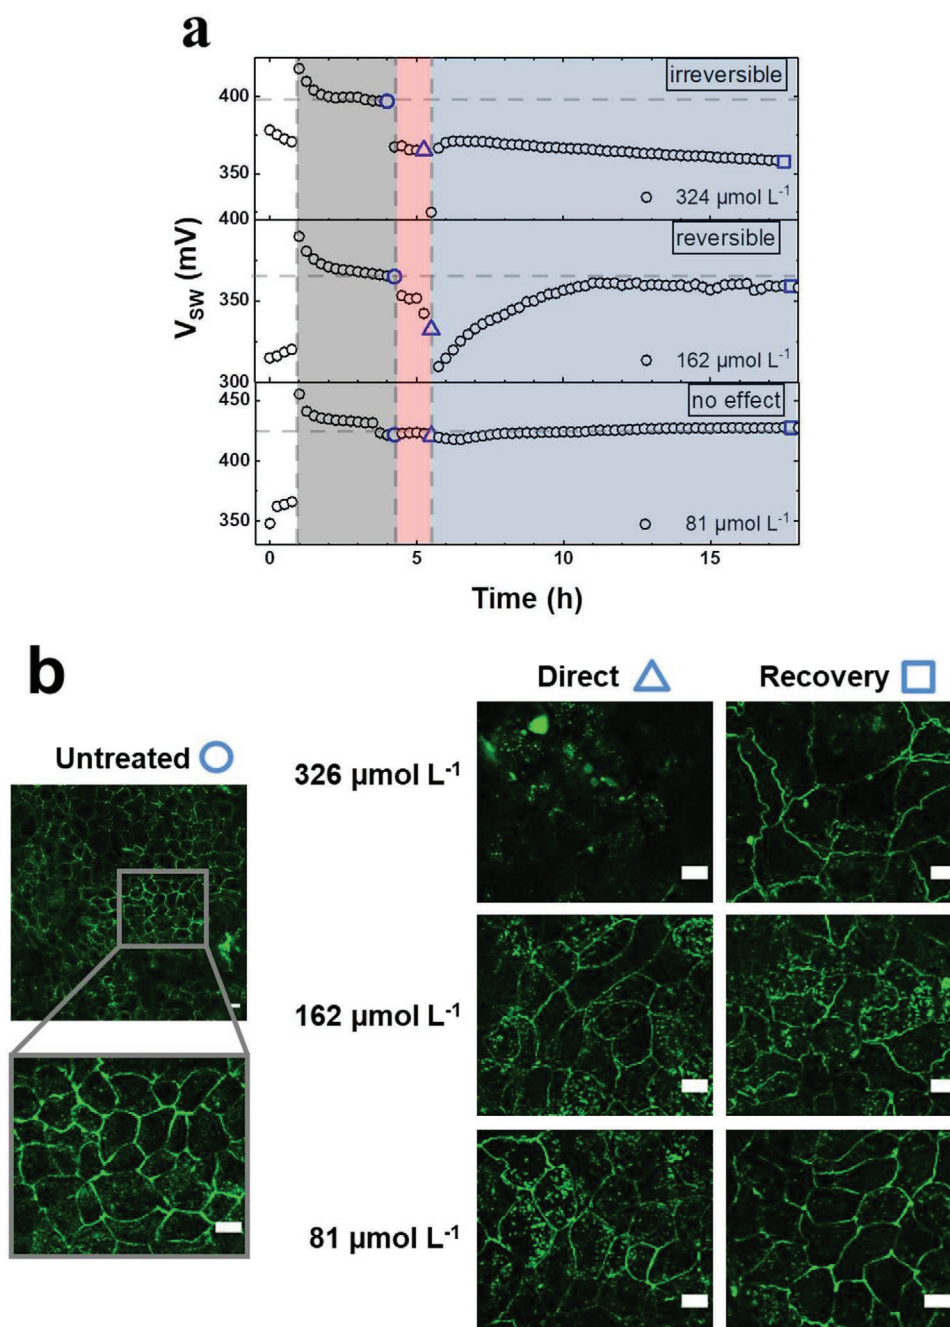 a
irreversible
400
350
324 µmol L⁻¹
400
reversible
350
162 µmol L⁻¹
300
no effect
450
400
350
81 µmol L⁻¹
V_SW (mV)
0 5 10 15
Time (h)
b
Direct Recovery
Untreated
326 µmol L⁻¹
162 µmol L⁻¹
81 µmol L⁻¹